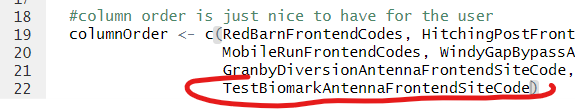 18 #column order is just nice to have for the user
19 columnOrder <- c(RedBarnFrontendCodes, HitchingPostFront
20 MobileRunFrontendCodes, WindyGapBypassA
21 GranbyDiversionAntennaFrontendSiteCode,
22 TestBiomarkAntennaFrontendSiteCode)